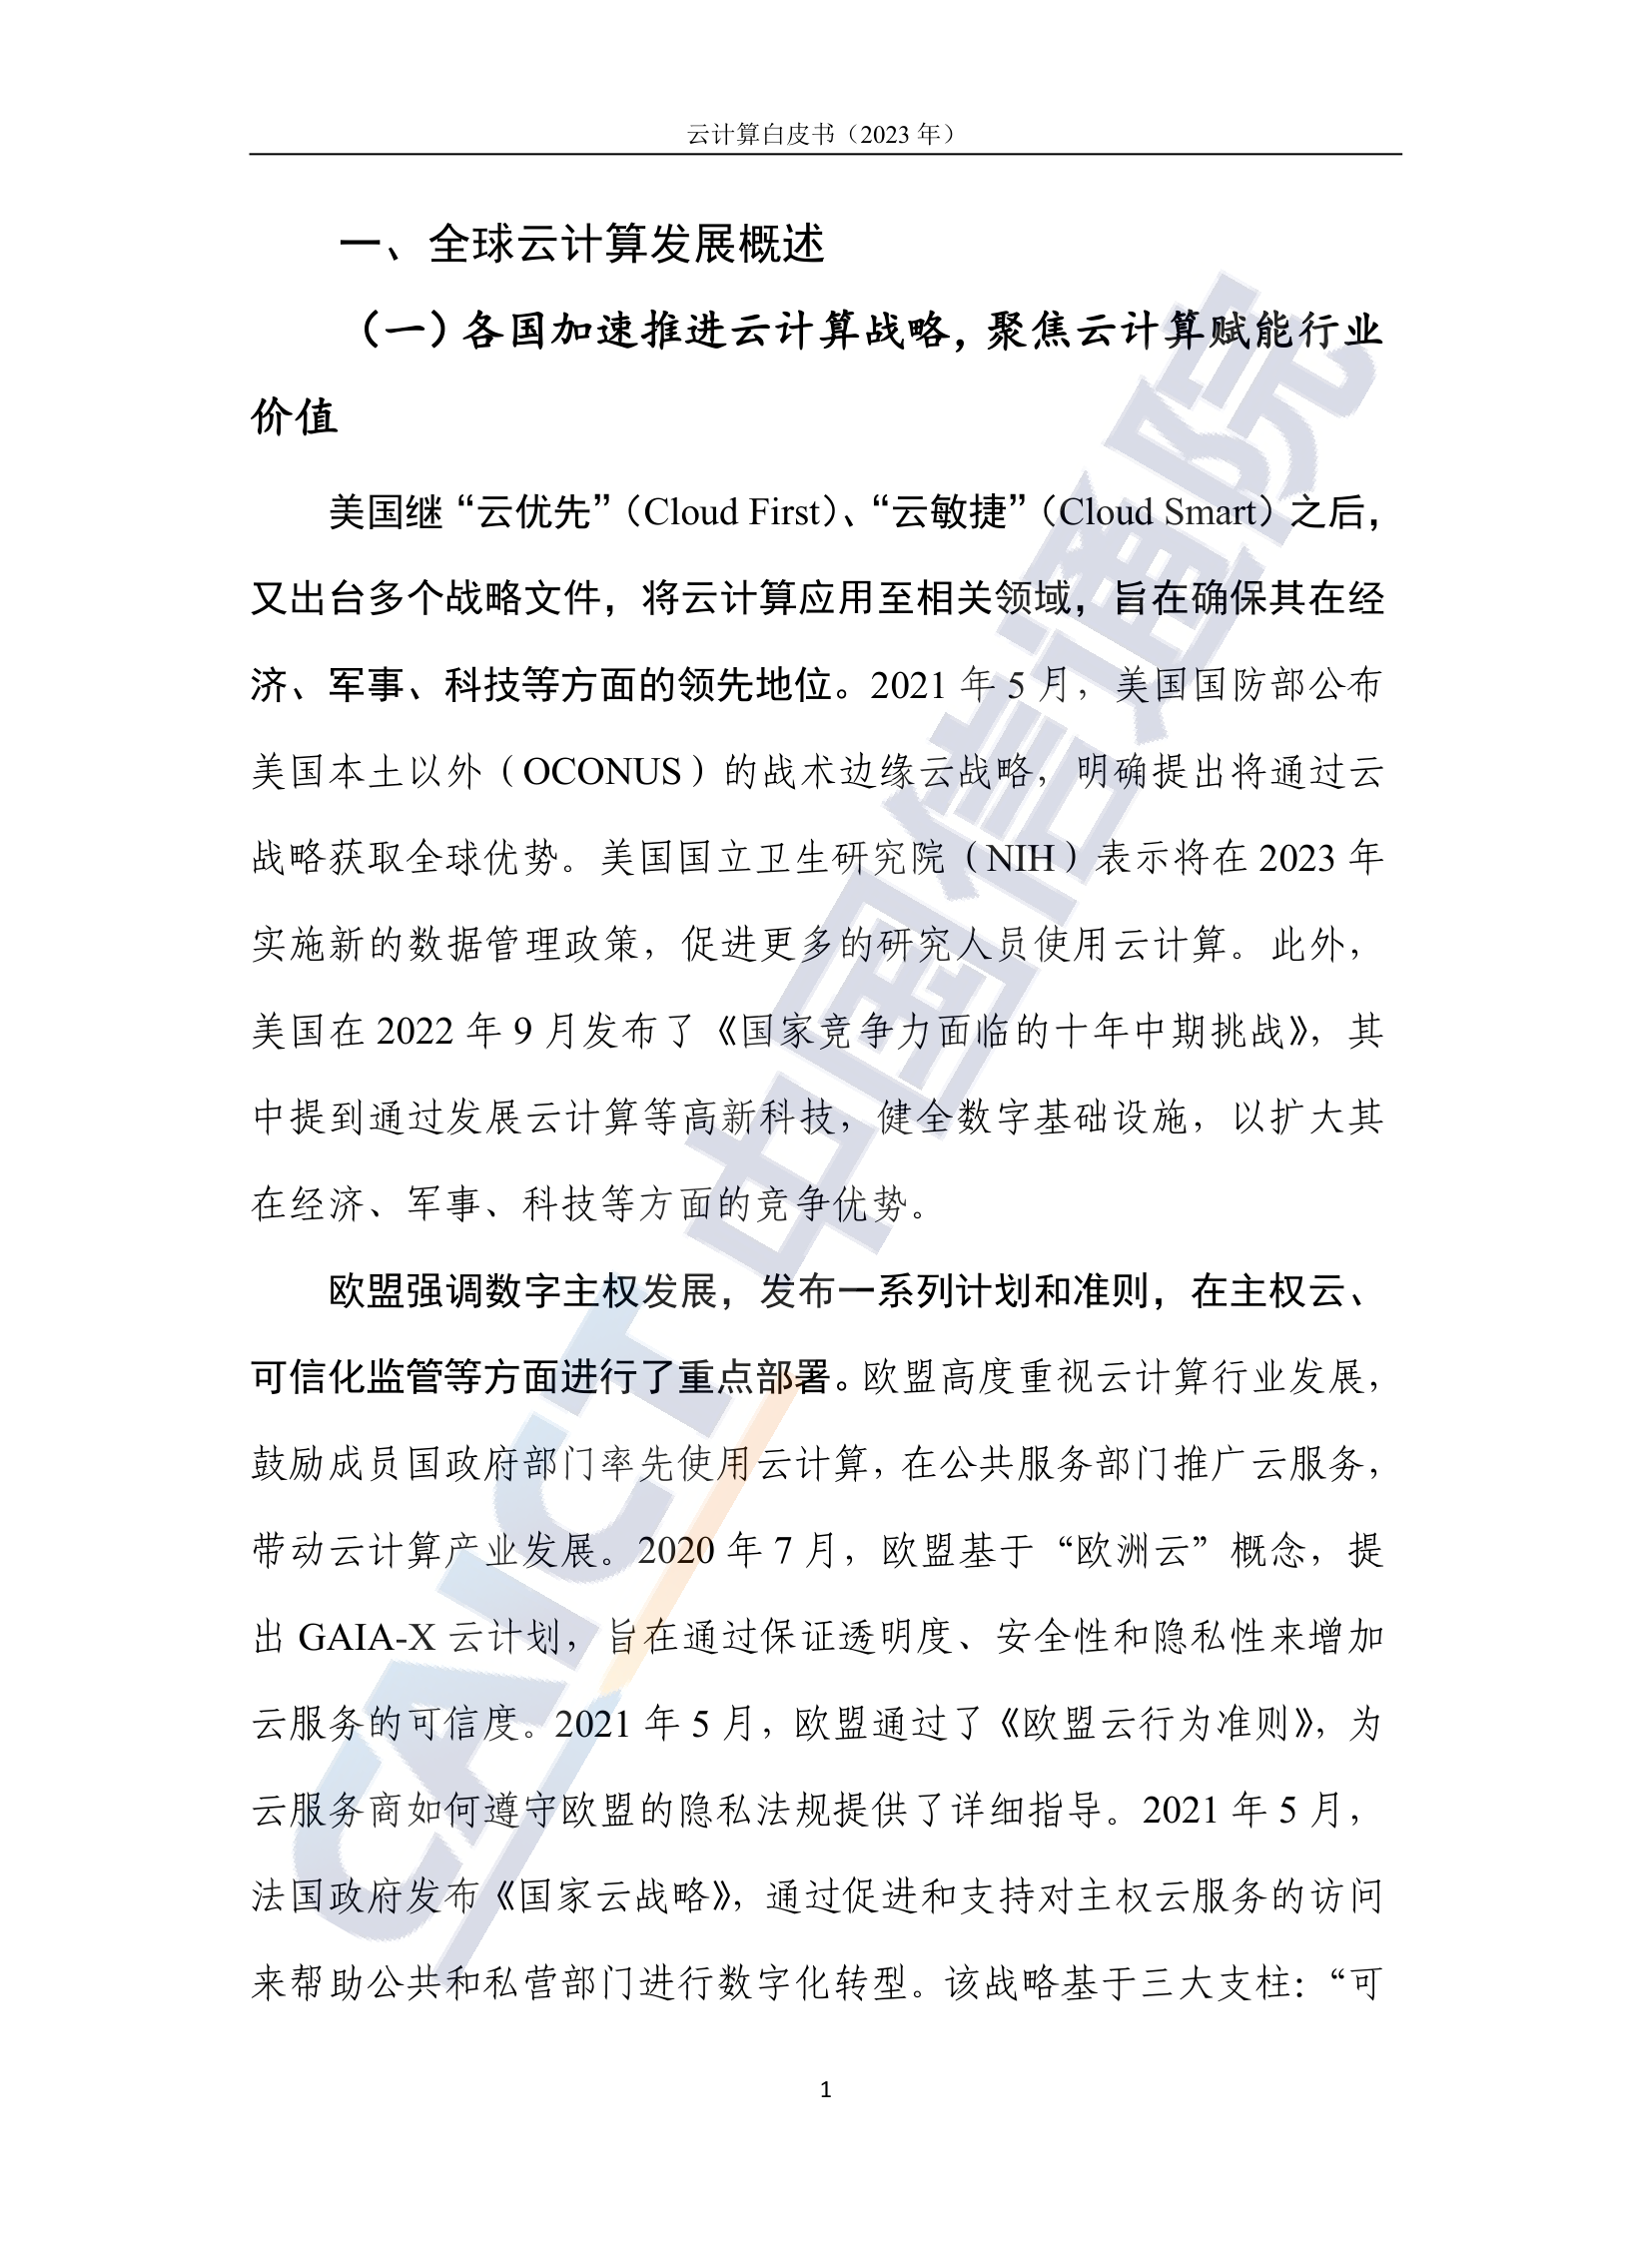 云计算白皮书（2023 年）
一、全球云计算发展概述
（一）各国加速推进云计算战略，聚焦云计算赋能行业
价值
美国继“云优先”（Cloud First）、“云敏捷”（Cloud Smart）之后，
又出台多个战略文件，将云计算应用至相关领域，旨在确保其在经
济、军事、科技等方面的领先地位。2021 年 5 月，美国国防部公布
美国本土以外（OCONUS）的战术边缘云战略，明确提出将通过云
战略获取全球优势。美国国立卫生研究院（NIH）表示将在 2023 年
实施新的数据管理政策，促进更多的研究人员使用云计算。此外，
美国在 2022 年 9 月发布了《国家竞争力面临的十年中期挑战》，其
中提到通过发展云计算等高新科技，健全数字基础设施，以扩大其
在经济、军事、科技等方面的竞争优势。
欧盟强调数字主权发展，发布一系列计划和准则，在主权云、
可信化监管等方面进行了重点部署。欧盟高度重视云计算行业发展，
鼓励成员国政府部门率先使用云计算，在公共服务部门推广云服务，
带动云计算产业发展。2020 年 7 月，欧盟基于“欧洲云”概念，提
出 GAIA-X 云计划，旨在通过保证透明度、安全性和隐私性来增加
云服务的可信度。2021 年 5 月，欧盟通过了《欧盟云行为准则》，为
云服务商如何遵守欧盟的隐私法规提供了详细指导。2021 年 5 月，
法国政府发布《国家云战略》，通过促进和支持对主权云服务的访问
来帮助公共和私营部门进行数字化转型。该战略基于三大支柱：“可
1
CAICT 中国信通院